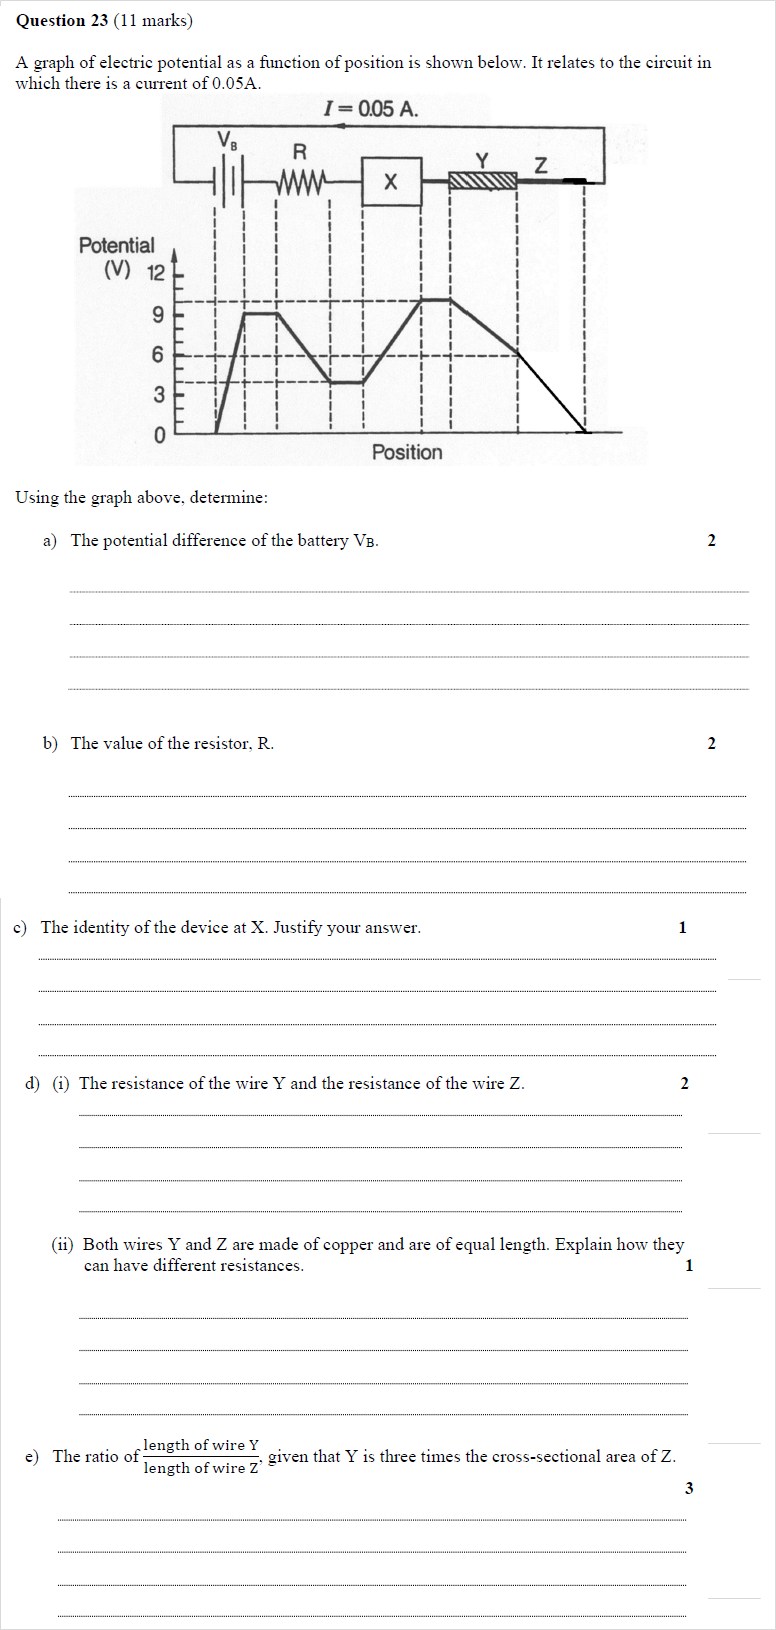 Question 23 (11 marks)
A graph of electric potential as a function of position is shown below. It relates to the circuit in
which there is a current of 0.05A.
I = 0.05 A.
VB
R
X
Y
Z
Potential
(V) 12
9
6
3
0
Position
Using the graph above, determine:
a) The potential difference of the battery VB. 2
b) The value of the resistor, R. 2
c) The identity of the device at X. Justify your answer. 1
d) (i) The resistance of the wire Y and the resistance of the wire Z. 2
(ii) Both wires Y and Z are made of copper and are of equal length. Explain how they
can have different resistances. 1
e) The ratio of length of wire Y / length of wire Z, given that Y is three times the cross-sectional area of Z.
3